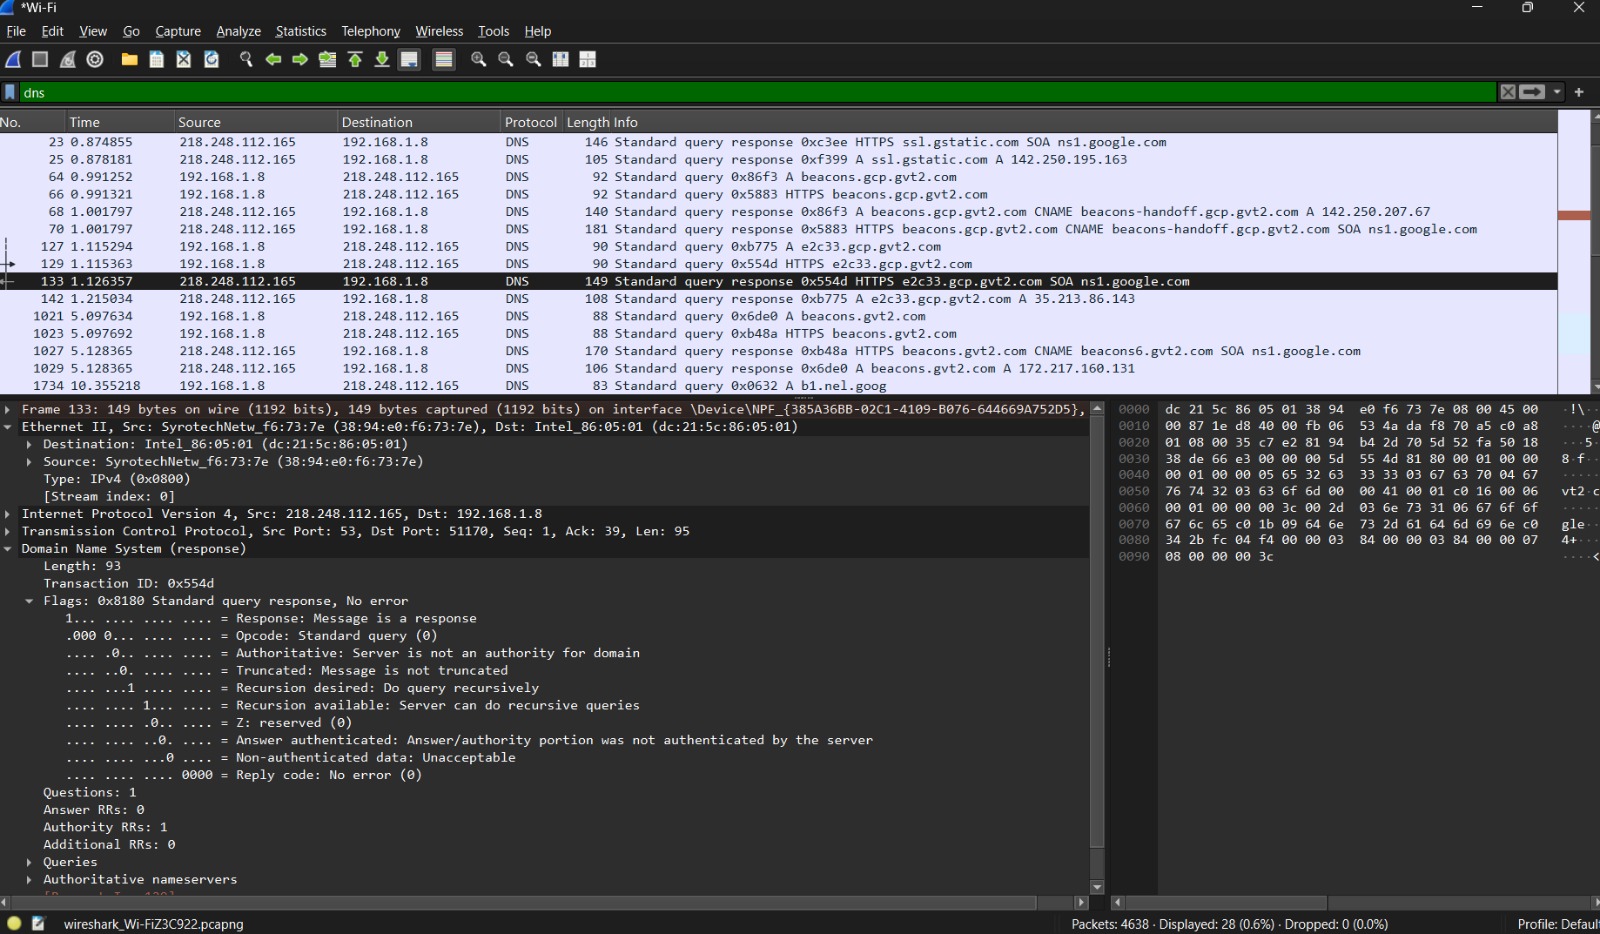 *Wi-Fi
File Edit View Go Capture Analyze Statistics Telephony Wireless Tools Help
dns
No. Time Source Destination Protocol Length Info
23 0.874855 218.248.112.165 192.168.1.8 DNS 146 Standard query response 0xc3ee HTTPS ssl.gstatic.com SOA ns1.google.com
25 0.878181 218.248.112.165 192.168.1.8 DNS 105 Standard query response 0xf399 A ssl.gstatic.com A 142.250.195.163
64 0.991252 192.168.1.8 218.248.112.165 DNS 92 Standard query 0x86f3 A beacons.gcp.gvt2.com
66 0.991321 192.168.1.8 218.248.112.165 DNS 92 Standard query 0x5883 HTTPS beacons.gcp.gvt2.com
68 1.001797 218.248.112.165 192.168.1.8 DNS 140 Standard query response 0x86f3 A beacons.gcp.gvt2.com CNAME beacons-handoff.gcp.gvt2.com A 142.250.207.67
70 1.001797 218.248.112.165 192.168.1.8 DNS 181 Standard query response 0x5883 HTTPS beacons.gcp.gvt2.com CNAME beacons-handoff.gcp.gvt2.com SOA ns1.google.com
127 1.115294 192.168.1.8 218.248.112.165 DNS 90 Standard query 0xb775 A e2c33.gcp.gvt2.com
129 1.115363 192.168.1.8 218.248.112.165 DNS 90 Standard query 0x554d HTTPS e2c33.gcp.gvt2.com
133 1.126357 218.248.112.165 192.168.1.8 DNS 149 Standard query response 0x554d HTTPS e2c33.gcp.gvt2.com SOA ns1.google.com
142 1.215034 218.248.112.165 192.168.1.8 DNS 108 Standard query response 0xb775 A e2c33.gcp.gvt2.com A 35.213.86.143
1021 5.097634 192.168.1.8 218.248.112.165 DNS 88 Standard query 0x6de0 A beacons.gvt2.com
1023 5.097692 192.168.1.8 218.248.112.165 DNS 88 Standard query 0xb48a HTTPS beacons.gvt2.com
1027 5.128365 218.248.112.165 192.168.1.8 DNS 170 Standard query response 0xb48a HTTPS beacons.gvt2.com CNAME beacons6.gvt2.com SOA ns1.google.com
1029 5.128365 218.248.112.165 192.168.1.8 DNS 106 Standard query response 0x6de0 A beacons.gvt2.com A 172.217.160.131
1734 10.355218 192.168.1.8 218.248.112.165 DNS 83 Standard query 0x0632 A b1.nel.goog
Frame 133: 149 bytes on wire (1192 bits), 149 bytes captured (1192 bits) on interface \Device\NPF_{385A36BB-02C1-4109-B076-644669A752D5},
Ethernet II, Src: SyrotechNetw_f6:73:7e (38:94:e0:f6:73:7e), Dst: Intel_86:05:01 (dc:21:5c:86:05:01)
Destination: Intel_86:05:01 (dc:21:5c:86:05:01)
Source: SyrotechNetw_f6:73:7e (38:94:e0:f6:73:7e)
Type: IPv4 (0x0800)
[Stream index: 0]
Internet Protocol Version 4, Src: 218.248.112.165, Dst: 192.168.1.8
Transmission Control Protocol, Src Port: 53, Dst Port: 51170, Seq: 1, Ack: 39, Len: 95
Domain Name System (response)
Length: 93
Transaction ID: 0x554d
Flags: 0x8180 Standard query response, No error
1... .... .... .... = Response: Message is a response
.000 0... .... .... = Opcode: Standard query (0)
.... .0.. .... .... = Authoritative: Server is not an authority for domain
.... ..0. .... .... = Truncated: Message is not truncated
.... ...1 .... .... = Recursion desired: Do query recursively
.... .... 1... .... = Recursion available: Server can do recursive queries
.... .... .0.. .... = Z: reserved (0)
.... .... ..0. .... = Answer authenticated: Answer/authority portion was not authenticated by the server
.... .... ...0 .... = Non-authenticated data: Unacceptable
.... .... .... 0000 = Reply code: No error (0)
Questions: 1
Answer RRs: 0
Authority RRs: 1
Additional RRs: 0
Queries
Authoritative nameservers
0000 dc 21 5c 86 05 01 38 94 e0 f6 73 7e 08 00 45 00 ·!\··
0010 00 87 1e d8 40 00 fb 06 53 4a da f8 70 a5 c0 a8 ····@
0020 01 08 00 35 c7 e2 81 94 b4 2d 70 5d 52 fa 50 18 ···5·
0030 38 de 66 e3 00 00 00 5d 55 4d 81 80 00 01 00 00 8·f··
0040 00 01 00 00 05 65 32 63 33 33 03 67 63 70 04 67 ·····
0050 76 74 32 03 63 6f 6d 00 00 41 00 01 c0 16 00 06 vt2·c
0060 00 01 00 00 00 3c 00 2d 03 6e 73 31 06 67 6f 6f ·····
0070 67 6c 65 c0 1b 09 64 6e 73 2d 61 64 6d 69 6e c0 gle··
0080 34 2b fc 04 f4 00 00 03 84 00 00 03 84 00 00 07 4+···
0090 08 00 00 00 3c ····<
wireshark_Wi-FiZ3C922.pcapng
Packets: 4638 · Displayed: 28 (0.6%) · Dropped: 0 (0.0%)
Profile: Defaul